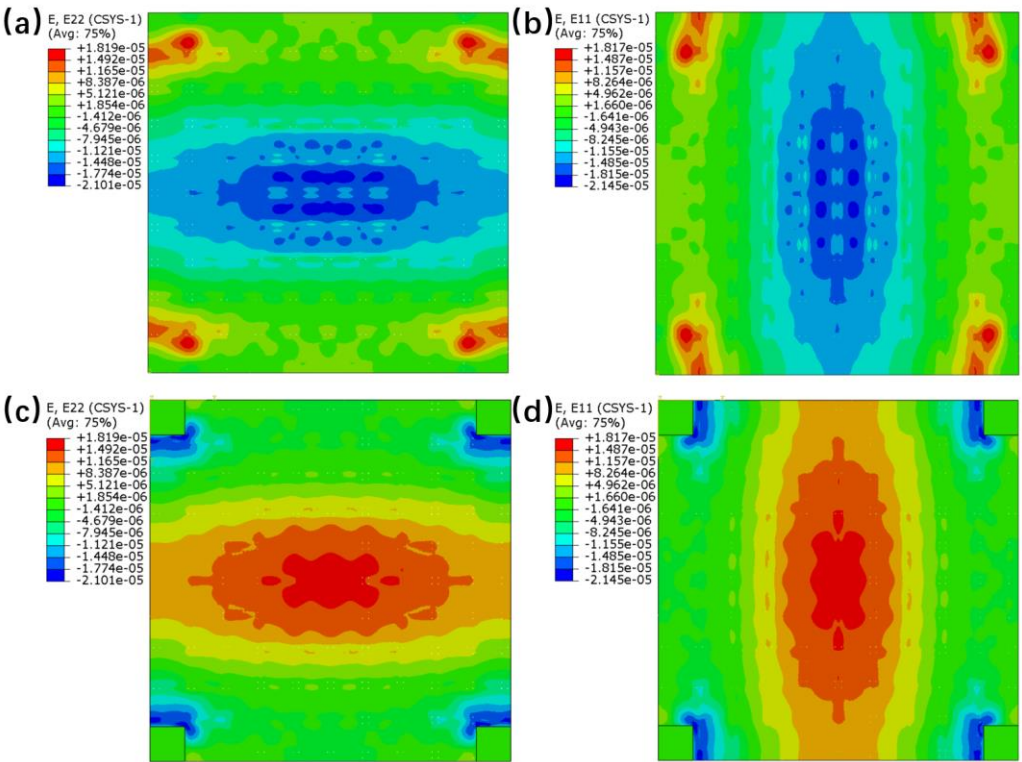 (a)
E, E22 (CSYS-1)
(Avg: 75%)
+1.819e-05
+1.492e-05
+1.165e-05
+8.387e-06
+5.121e-06
+1.854e-06
-1.412e-06
-4.679e-06
-7.945e-06
-1.121e-05
-1.448e-05
-1.774e-05
-2.101e-05
(b)
E, E11 (CSYS-1)
(Avg: 75%)
+1.817e-05
+1.487e-05
+1.157e-05
+8.264e-06
+4.962e-06
+1.660e-06
-1.641e-06
-4.943e-06
-8.245e-06
-1.155e-05
-1.485e-05
-1.815e-05
-2.145e-05
(c)
E, E22 (CSYS-1)
(Avg: 75%)
+1.819e-05
+1.492e-05
+1.165e-05
+8.387e-06
+5.121e-06
+1.854e-06
-1.412e-06
-4.679e-06
-7.945e-06
-1.121e-05
-1.448e-05
-1.774e-05
-2.101e-05
(d)
E, E11 (CSYS-1)
(Avg: 75%)
+1.817e-05
+1.487e-05
+1.157e-05
+8.264e-06
+4.962e-06
+1.660e-06
-1.641e-06
-4.943e-06
-8.245e-06
-1.155e-05
-1.485e-05
-1.815e-05
-2.145e-05